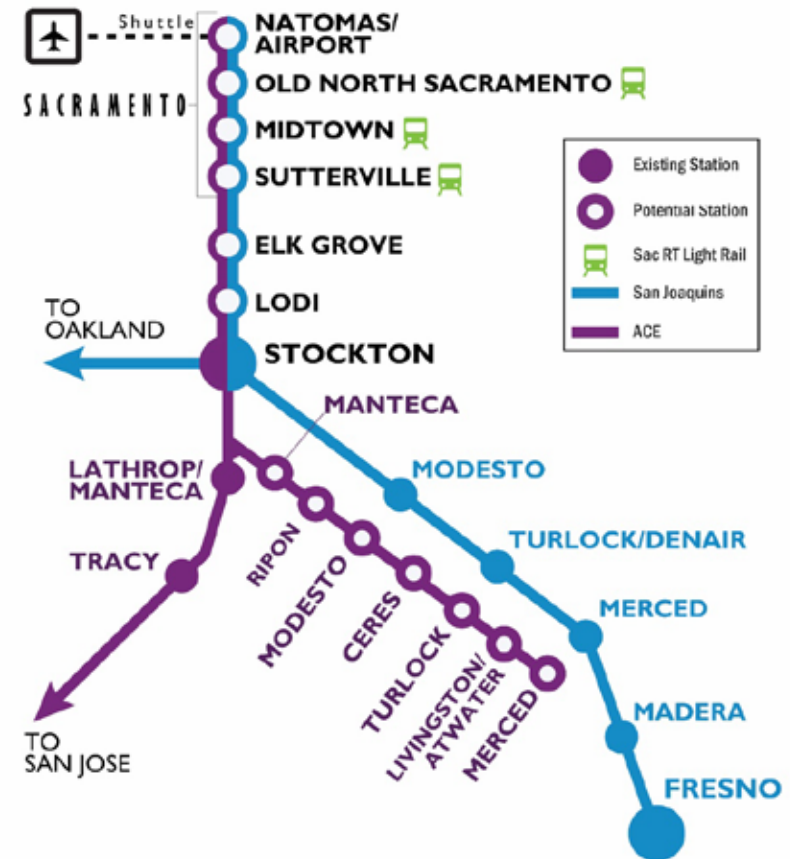 Shuttle
NATOMAS/
AIRPORT
SACRAMENTO
OLD NORTH SACRAMENTO
MIDTOWN
SUTTERVILLE
ELK GROVE
LODI
TO
OAKLAND
STOCKTON
Existing Station
Potential Station
Sac RT Light Rail
San Joaquins
ACE
MANTECA
LATHROP/
MANTECA
MODESTO
TRACY
RIPON
MODESTO
CERES
TURLOCK
LIVINGSTON/
ATWATER
MERCED
TURLOCK/DENAIR
MERCED
MADERA
FRESNO
TO
SAN JOSE